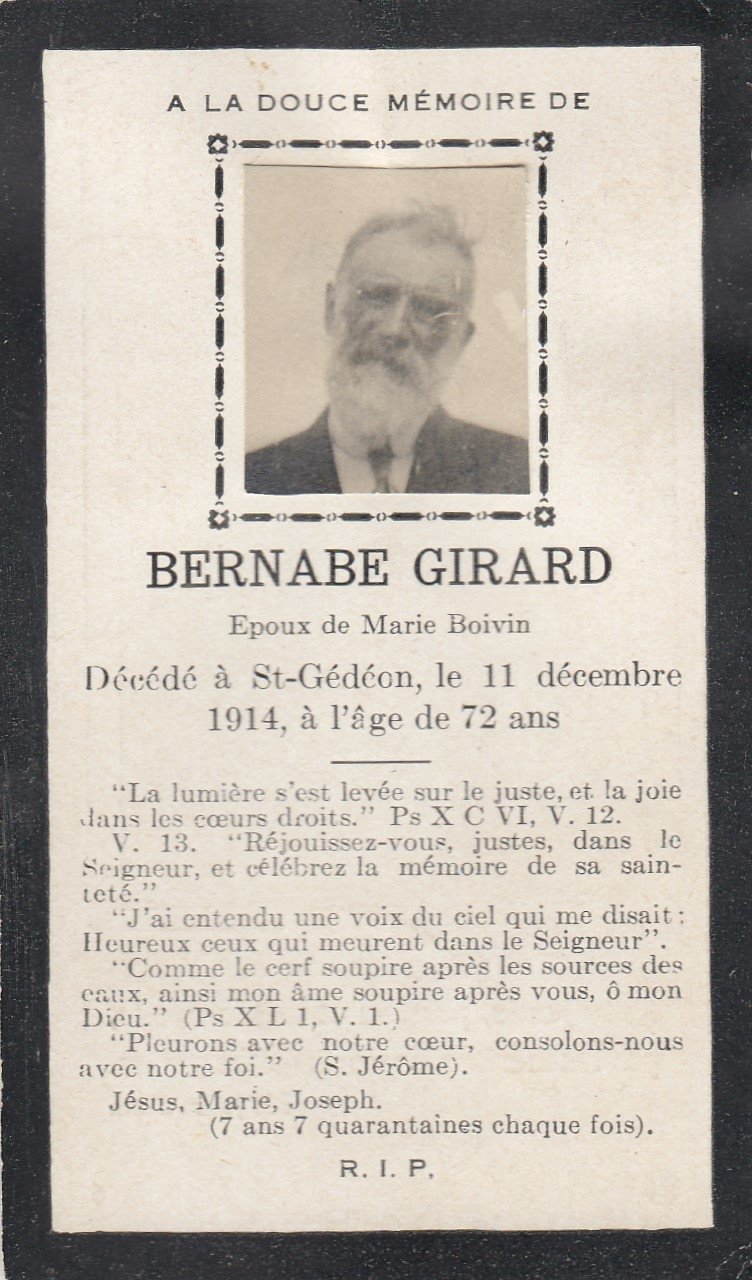 A LA DOUCE MÉMOIRE DE
BERNABE GIRARD
Epoux de Marie Boivin
Décédé à St-Gédéon, le 11 décembre
1914, à l'âge de 72 ans
"La lumière s'est levée sur le juste, et la joie
dans les cœurs droits." Ps X C VI, V. 12.
V. 13. "Réjouissez-vous, justes, dans le
Seigneur, et célébrez la mémoire de sa sain-
teté."
"J'ai entendu une voix du ciel qui me disait :
Heureux ceux qui meurent dans le Seigneur".
"Comme le cerf soupire après les sources des
eaux, ainsi mon âme soupire après vous, ô mon
Dieu." (Ps X L 1, V. 1.)
"Pleurons avec notre cœur, consolons-nous
avec notre foi." (S. Jérôme).
Jésus, Marie, Joseph.
(7 ans 7 quarantaines chaque fois).
R. I. P.